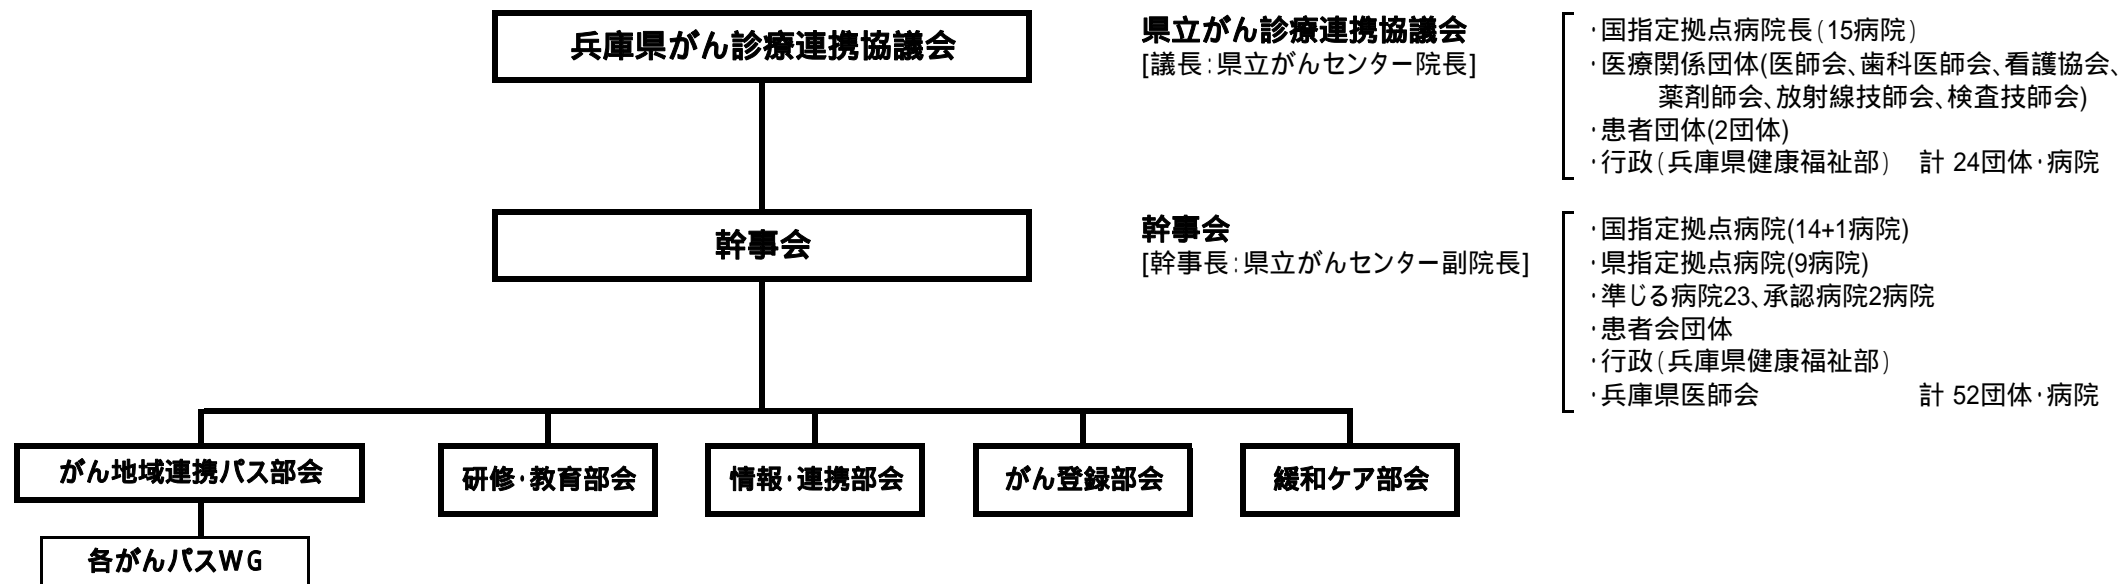 兵庫県がん診療連携協議会
県立がん診療連携協議会
[議長:県立がんセンター院長]
・国指定拠点病院長(15病院)
・医療関係団体(医師会、歯科医師会、看護協会、
薬剤師会、放射線技師会、検査技師会)
・患者団体(2団体)
・行政(兵庫県健康福祉部) 計 24団体・病院
幹事会
幹事会
[幹事長:県立がんセンター副院長]
・国指定拠点病院(14+1病院)
・県指定拠点病院(9病院)
・準じる病院23、承認病院2病院
・患者会団体
・行政(兵庫県健康福祉部)
・兵庫県医師会 計 52団体・病院
がん地域連携パス部会
研修・教育部会
情報・連携部会
がん登録部会
緩和ケア部会
各がんパスWG